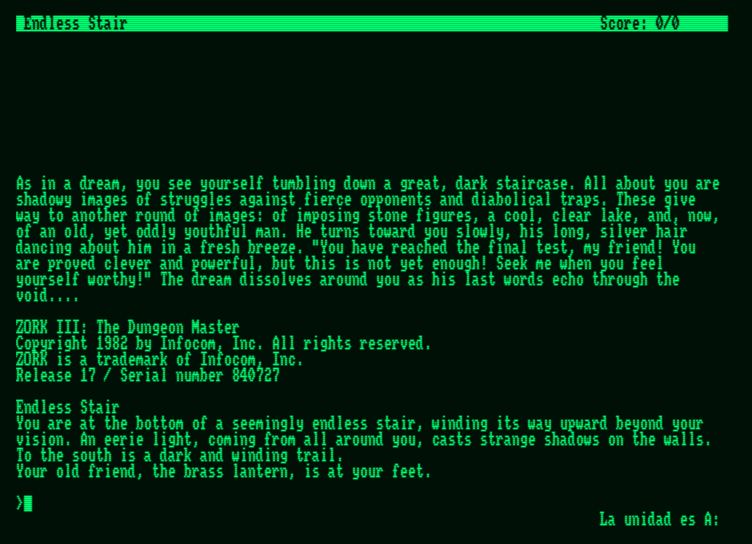 Endless Stair Score: 0/0
As in a dream, you see yourself tumbling down a great, dark staircase. All about you are
shadowy images of struggles against fierce opponents and diabolical traps. These give
way to another round of images: of imposing stone figures, a cool, clear lake, and, now,
of an old, yet oddly youthful man. He turns toward you slowly, his long, silver hair
dancing about him in a fresh breeze. "You have reached the final test, my friend! You
are proved clever and powerful, but this is not yet enough! Seek me when you feel
yourself worthy!" The dream dissolves around you as his last words echo through the
void....
ZORK III: The Dungeon Master
Copyright 1982 by Infocom, Inc. All rights reserved.
ZORK is a trademark of Infocom, Inc.
Release 17 / Serial number 840727
Endless Stair
You are at the bottom of a seemingly endless stair, winding its way upward beyond your
vision. An eerie light, coming from all around you, casts strange shadows on the walls.
To the south is a dark and winding trail.
Your old friend, the brass lantern, is at your feet.
>
La unidad es A: